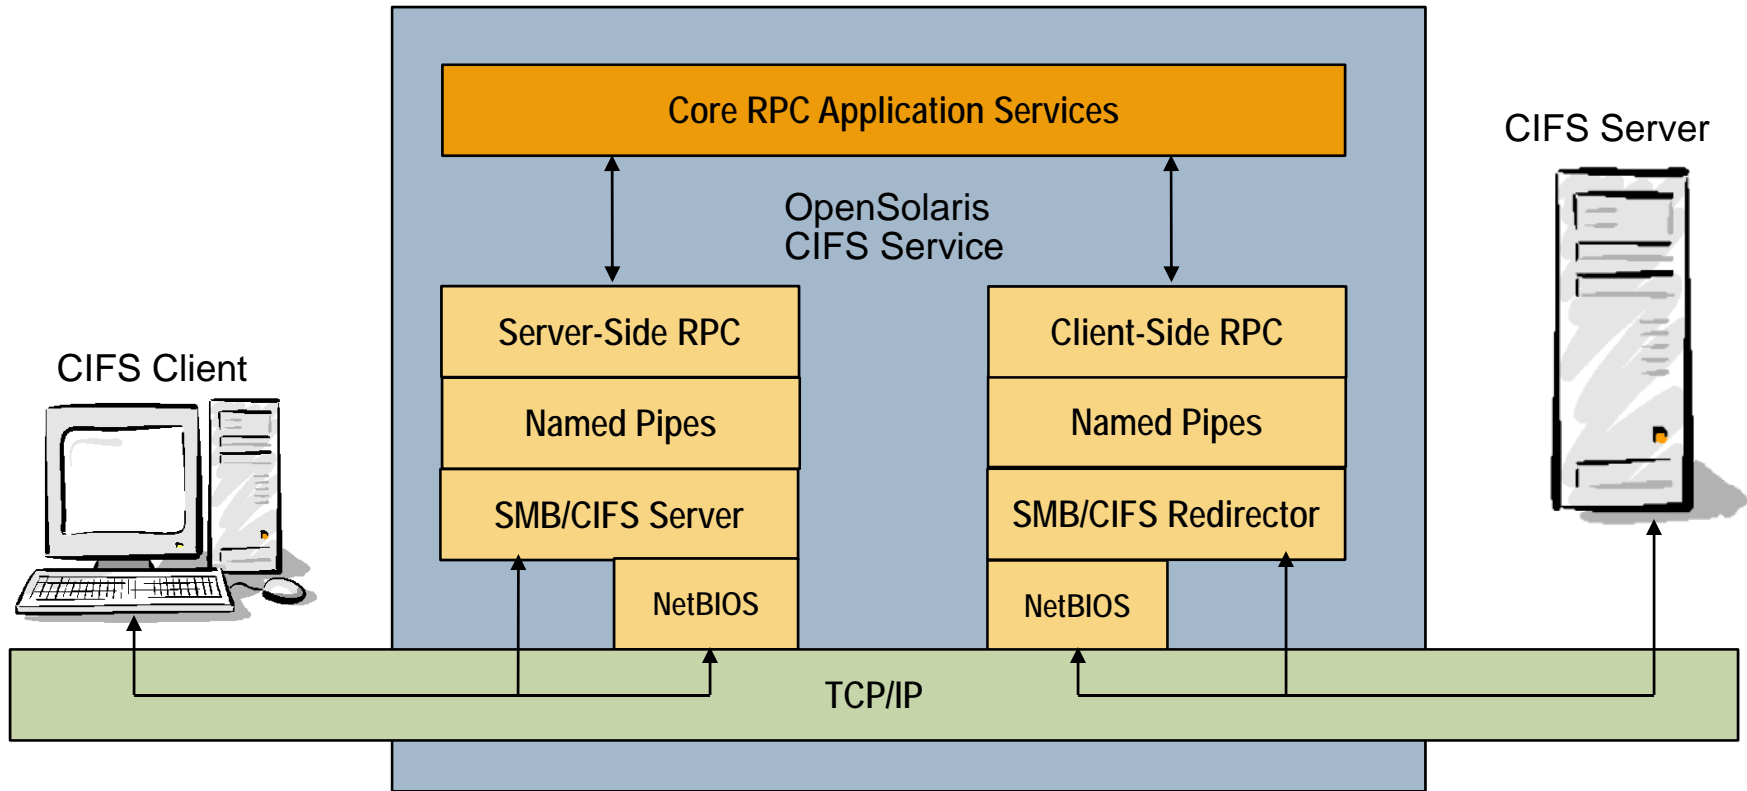 Core RPC Application Services
CIFS Server
OpenSolaris
CIFS Service
Server-Side RPC
Client-Side RPC
CIFS Client
Named Pipes
Named Pipes
SMB/CIFS Server
SMB/CIFS Redirector
NetBIOS
NetBIOS
TCP/IP